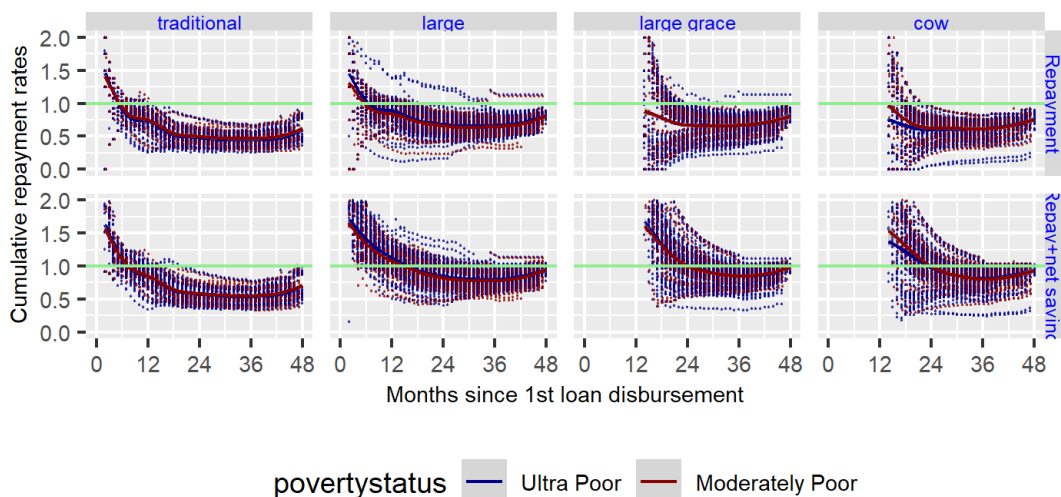 traditional large large grace cow
2.0
1.5
1.0
0.5
0.0
Repayment
2.0
1.5
1.0
0.5
0.0
Repay+net saving
Cumulative repayment rates
0 12 24 36 48 0 12 24 36 48 0 12 24 36 48 0 12 24 36 48
Months since 1st loan disbursement
povertystatus Ultra Poor Moderately Poor